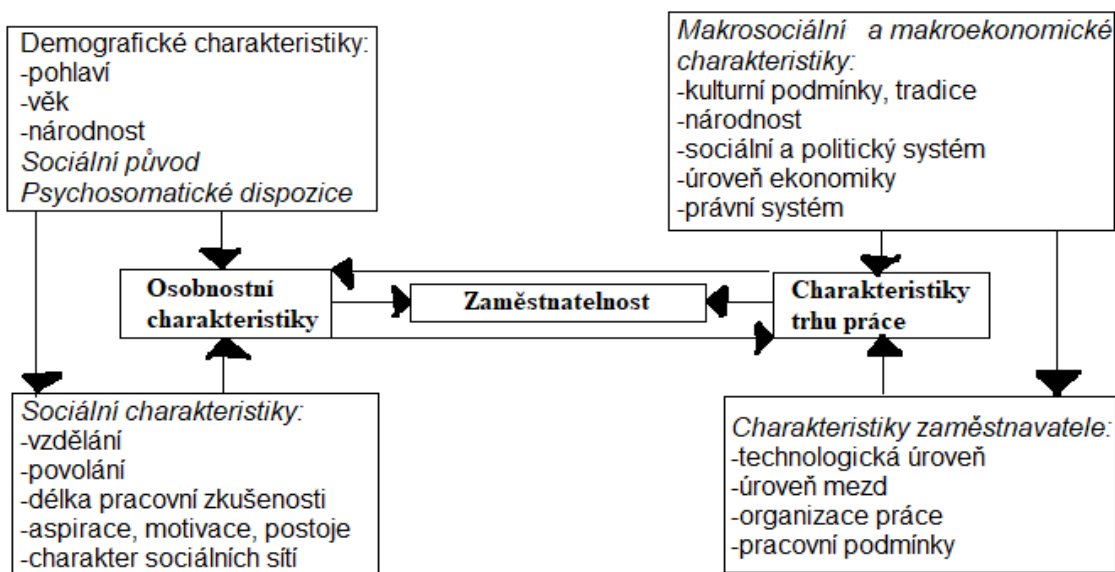 Demografické charakteristiky:
-pohlaví
-věk
-národnost
Sociální původ
Psychosomatické dispozice
Makrosociální a makroekonomické
charakteristiky:
-kulturní podmínky, tradice
-národnost
-sociální a politický systém
-úroveň ekonomiky
-právní systém
Osobnostní
charakteristiky
Zaměstnatelnost
Charakteristiky
trhu práce
Sociální charakteristiky:
-vzdělání
-povolání
-délka pracovní zkušenosti
-aspirace, motivace, postoje
-charakter sociálních sítí
Charakteristiky zaměstnavatele:
-technologická úroveň
-úroveň mezd
-organizace práce
-pracovní podmínky